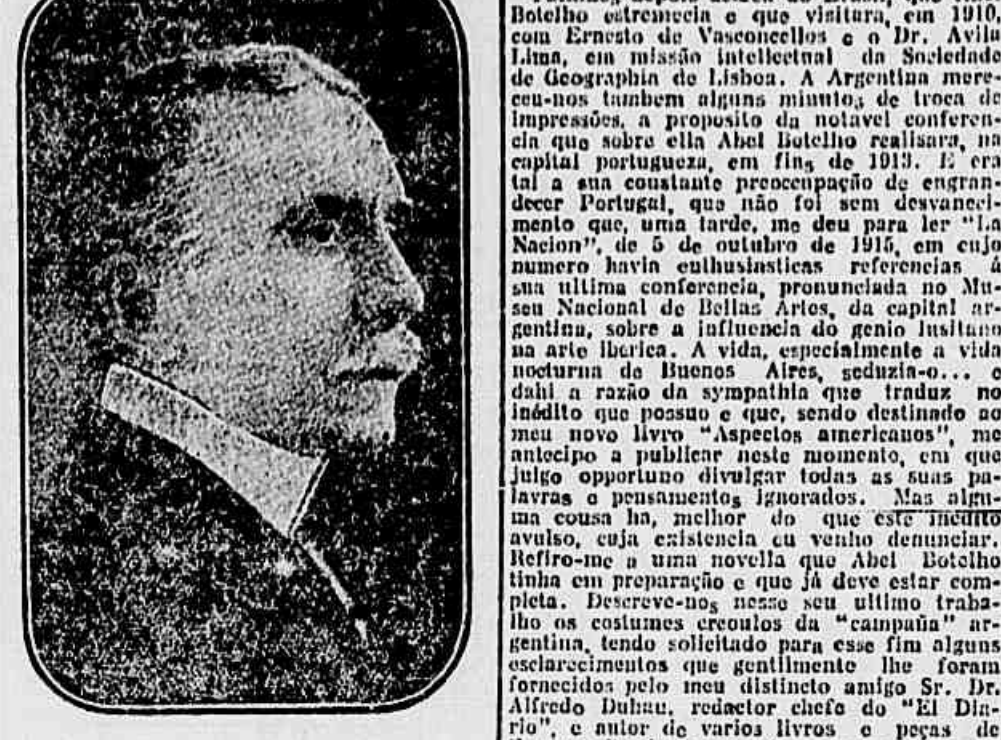 Botelho estremecia e que visitara, em 1910,
com Ernesto de Vasconcellos e o Dr. Avila
Lima, em missão intellectual da Sociedade
de Geographia de Lisboa. A Argentina mere-
ceu-nos tambem alguns minutos de troca de
impressões, a proposito da notavel conferen-
cia que sobre ella Abel Botelho realisara, na
capital portugueza, em fins de 1913. E era
tal a sua constante preoccupação de engran-
decer Portugal, que não foi sem desvaneci-
mento que, uma tarde, me deu para ler "La
Nacion", de 5 de outubro de 1915, em cujo
numero havia enthusiasticas referencias á
sua ultima conferencia, pronunciada no Mu-
seu Nacional de Bellas Artes, da capital ar-
gentina, sobre a influencia do genio lusitano
na arte iberica. A vida, especialmente a vida
nocturna de Buenos Aires, seduzia-o... e
dahi a razão da sympathia que traduz no
inédito que possuo e que, sendo destinado ao
meu novo livro "Aspectos americanos", me
antecipo a publicar neste momento, em que
julgo opportuno divulgar todas as suas pa-
lavras e pensamentos ignorados. Mas algu-
ma cousa ha, melhor do que este inédito
avulso, cuja existencia eu venho denunciar.
Refiro-me a uma novella que Abel Botelho
tinha em preparação e que já deve estar com-
pleta. Descreve-nos nesse seu ultimo traba-
lho os costumes creoulos da "campaña" ar-
gentina, tendo solicitado para esse fim alguns
esclarecimentos que gentilmente lhe foram
fornecidos pelo meu distincto amigo Sr. Dr.
Alfredo Duhau, redactor chefe do "El Dia-
rio", e autor de varios livros e peças de